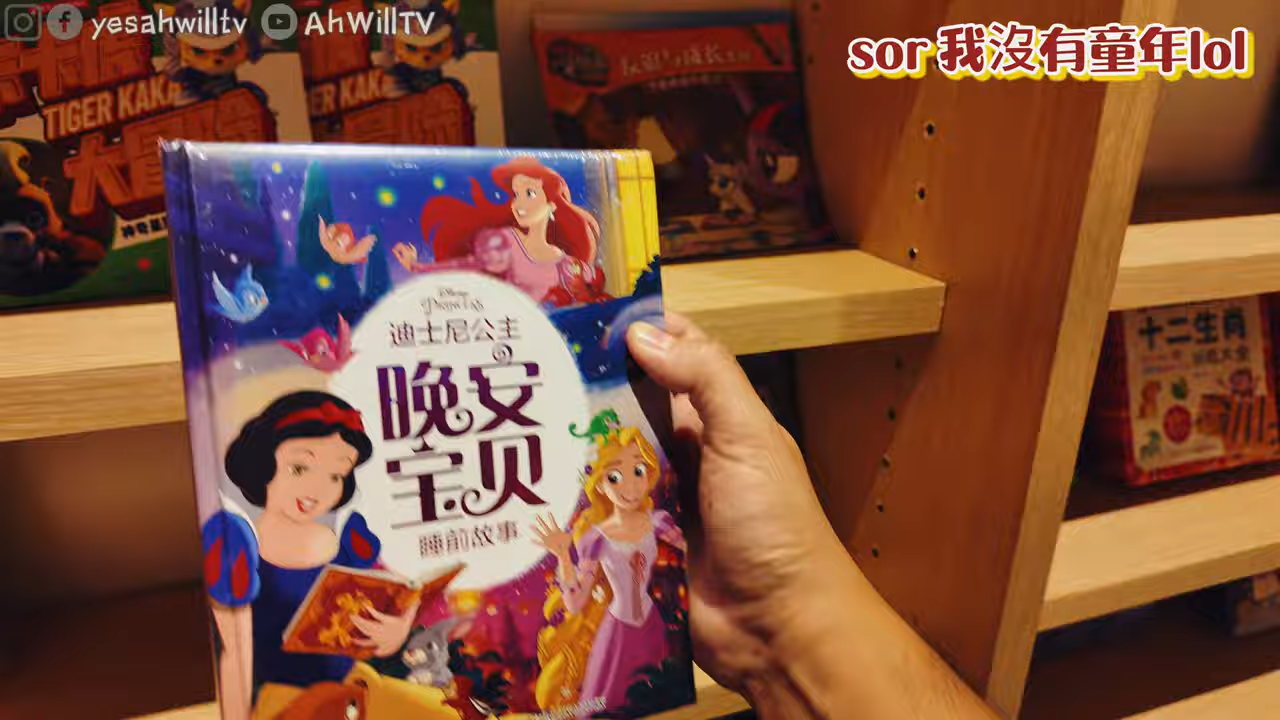 yesahwilltv AhWillTV
sor 我沒有童年lol
TIGER KAKA
大冒险
Disney
Princess
迪士尼公主
晚安
宝贝
睡前故事
十二生肖